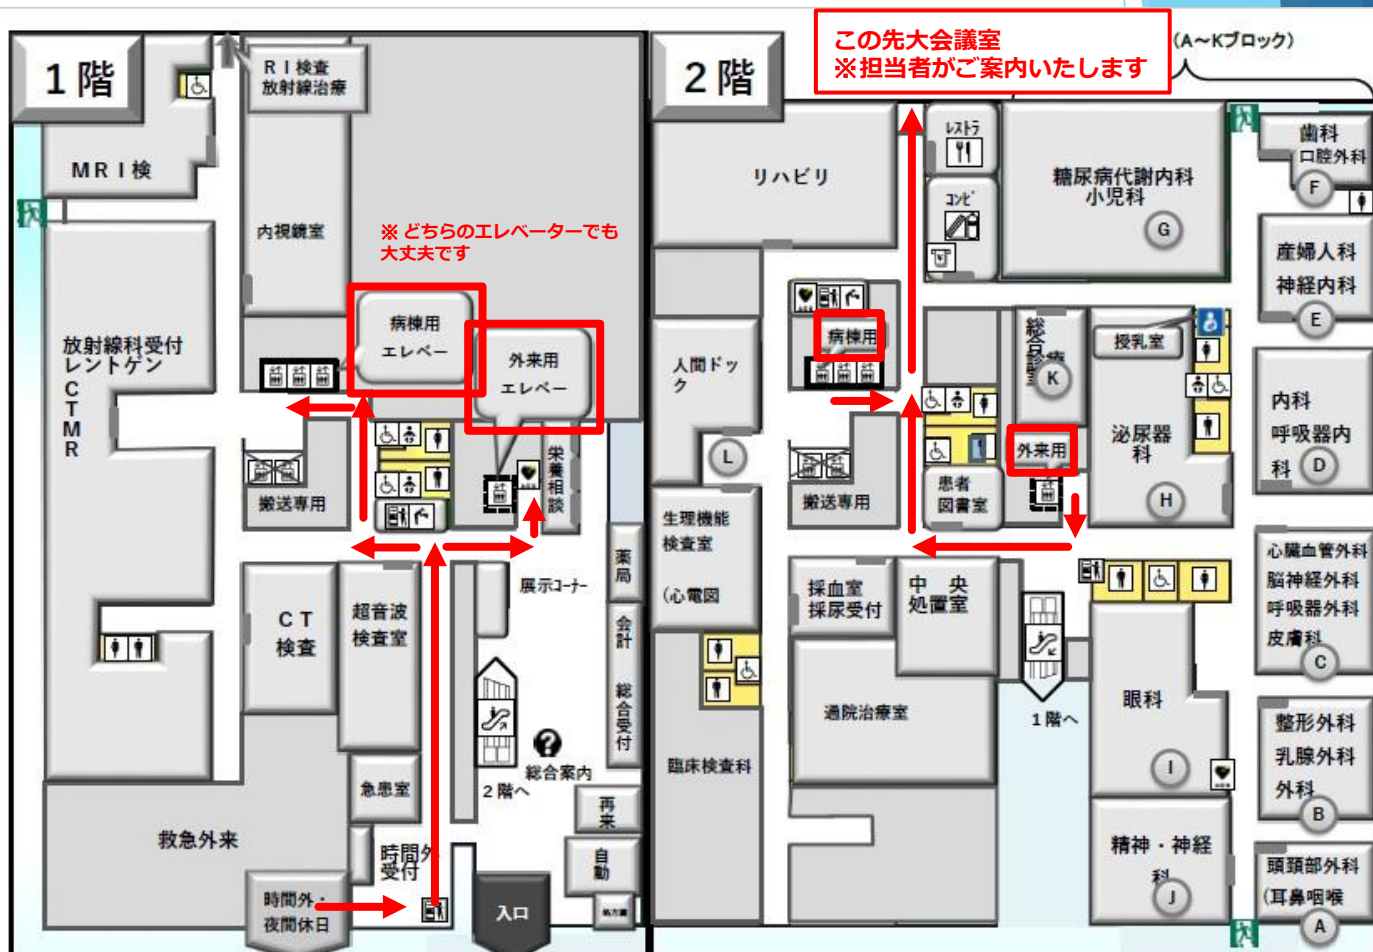 1階
RI検査
放射線治療
MRI検
内視鏡室
※どちらのエレベーターでも
大丈夫です
病棟用
エレベー
外来用
エレベー
放射線科受付
レントゲン
CTMR
搬送専用
栄養相談
薬局
展示コーナー
CT
検査
超音波
検査室
会計
総合受付
総合案内
2階へ
急患室
再来
自動
救急外来
時間外
受付
時間外・
夜間休日
入口
2階
この先大会議室
※担当者がご案内いたします
(A~Kブロック)
リハビリ
レストラ
コンビ
糖尿病代謝内科
小児科
G
歯科
口腔外科
F
産婦人科
神経内科
E
病棟用
人間ドッ
ク
L
総合診療
K
授乳室
外来用
泌尿器
科
H
内科
呼吸器内
科
D
搬送専用
患者
図書室
生理機能
検査室
(心電図
採血室
採尿受付
中央
処置室
心臓血管外科
脳神経外科
呼吸器外科
皮膚科
C
通院治療室
1階へ
眼科
I
臨床検査科
整形外科
乳腺外科
外科
B
精神・神経
科
J
頭頸部外科
(耳鼻咽喉
A